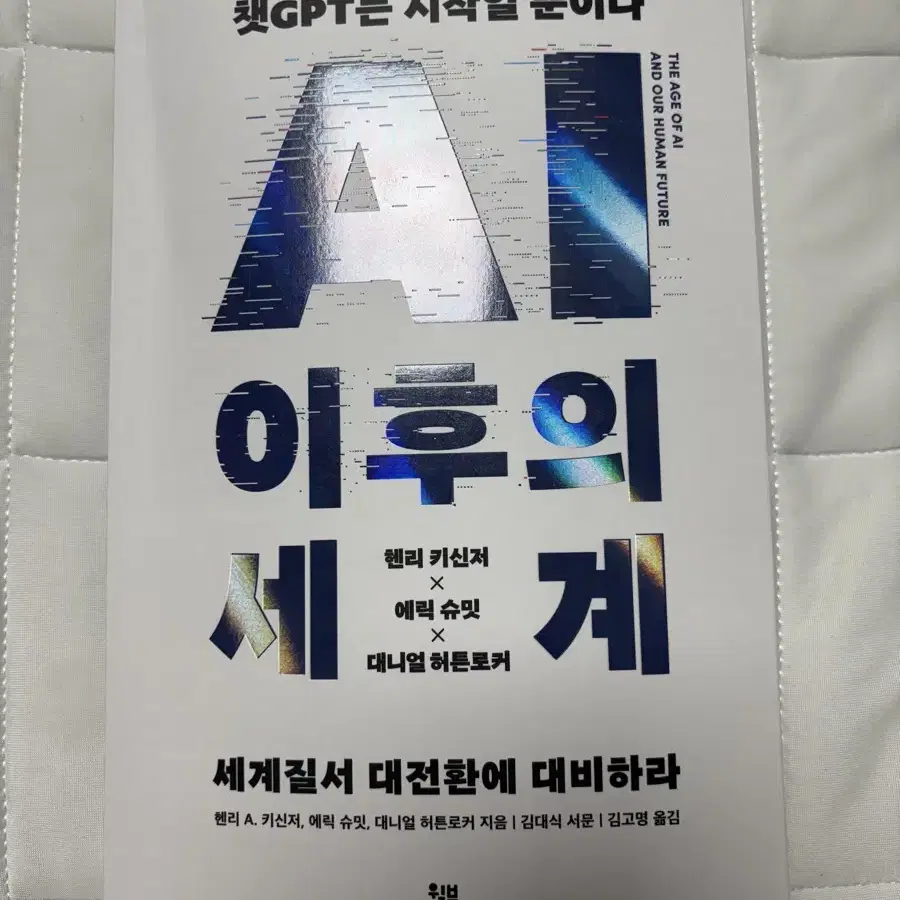 챗GPT는 시작일 뿐이다
AI
THE AGE OF AI
AND OUR HUMAN FUTURE
이후의
세계
헨리 키신저
×
에릭 슈밋
×
대니얼 허튼로커
세계질서 대전환에 대비하라
헨리 A. 키신저, 에릭 슈밋, 대니얼 허튼로커 지음 | 김대식 서문 | 김고명 옮김
윌북